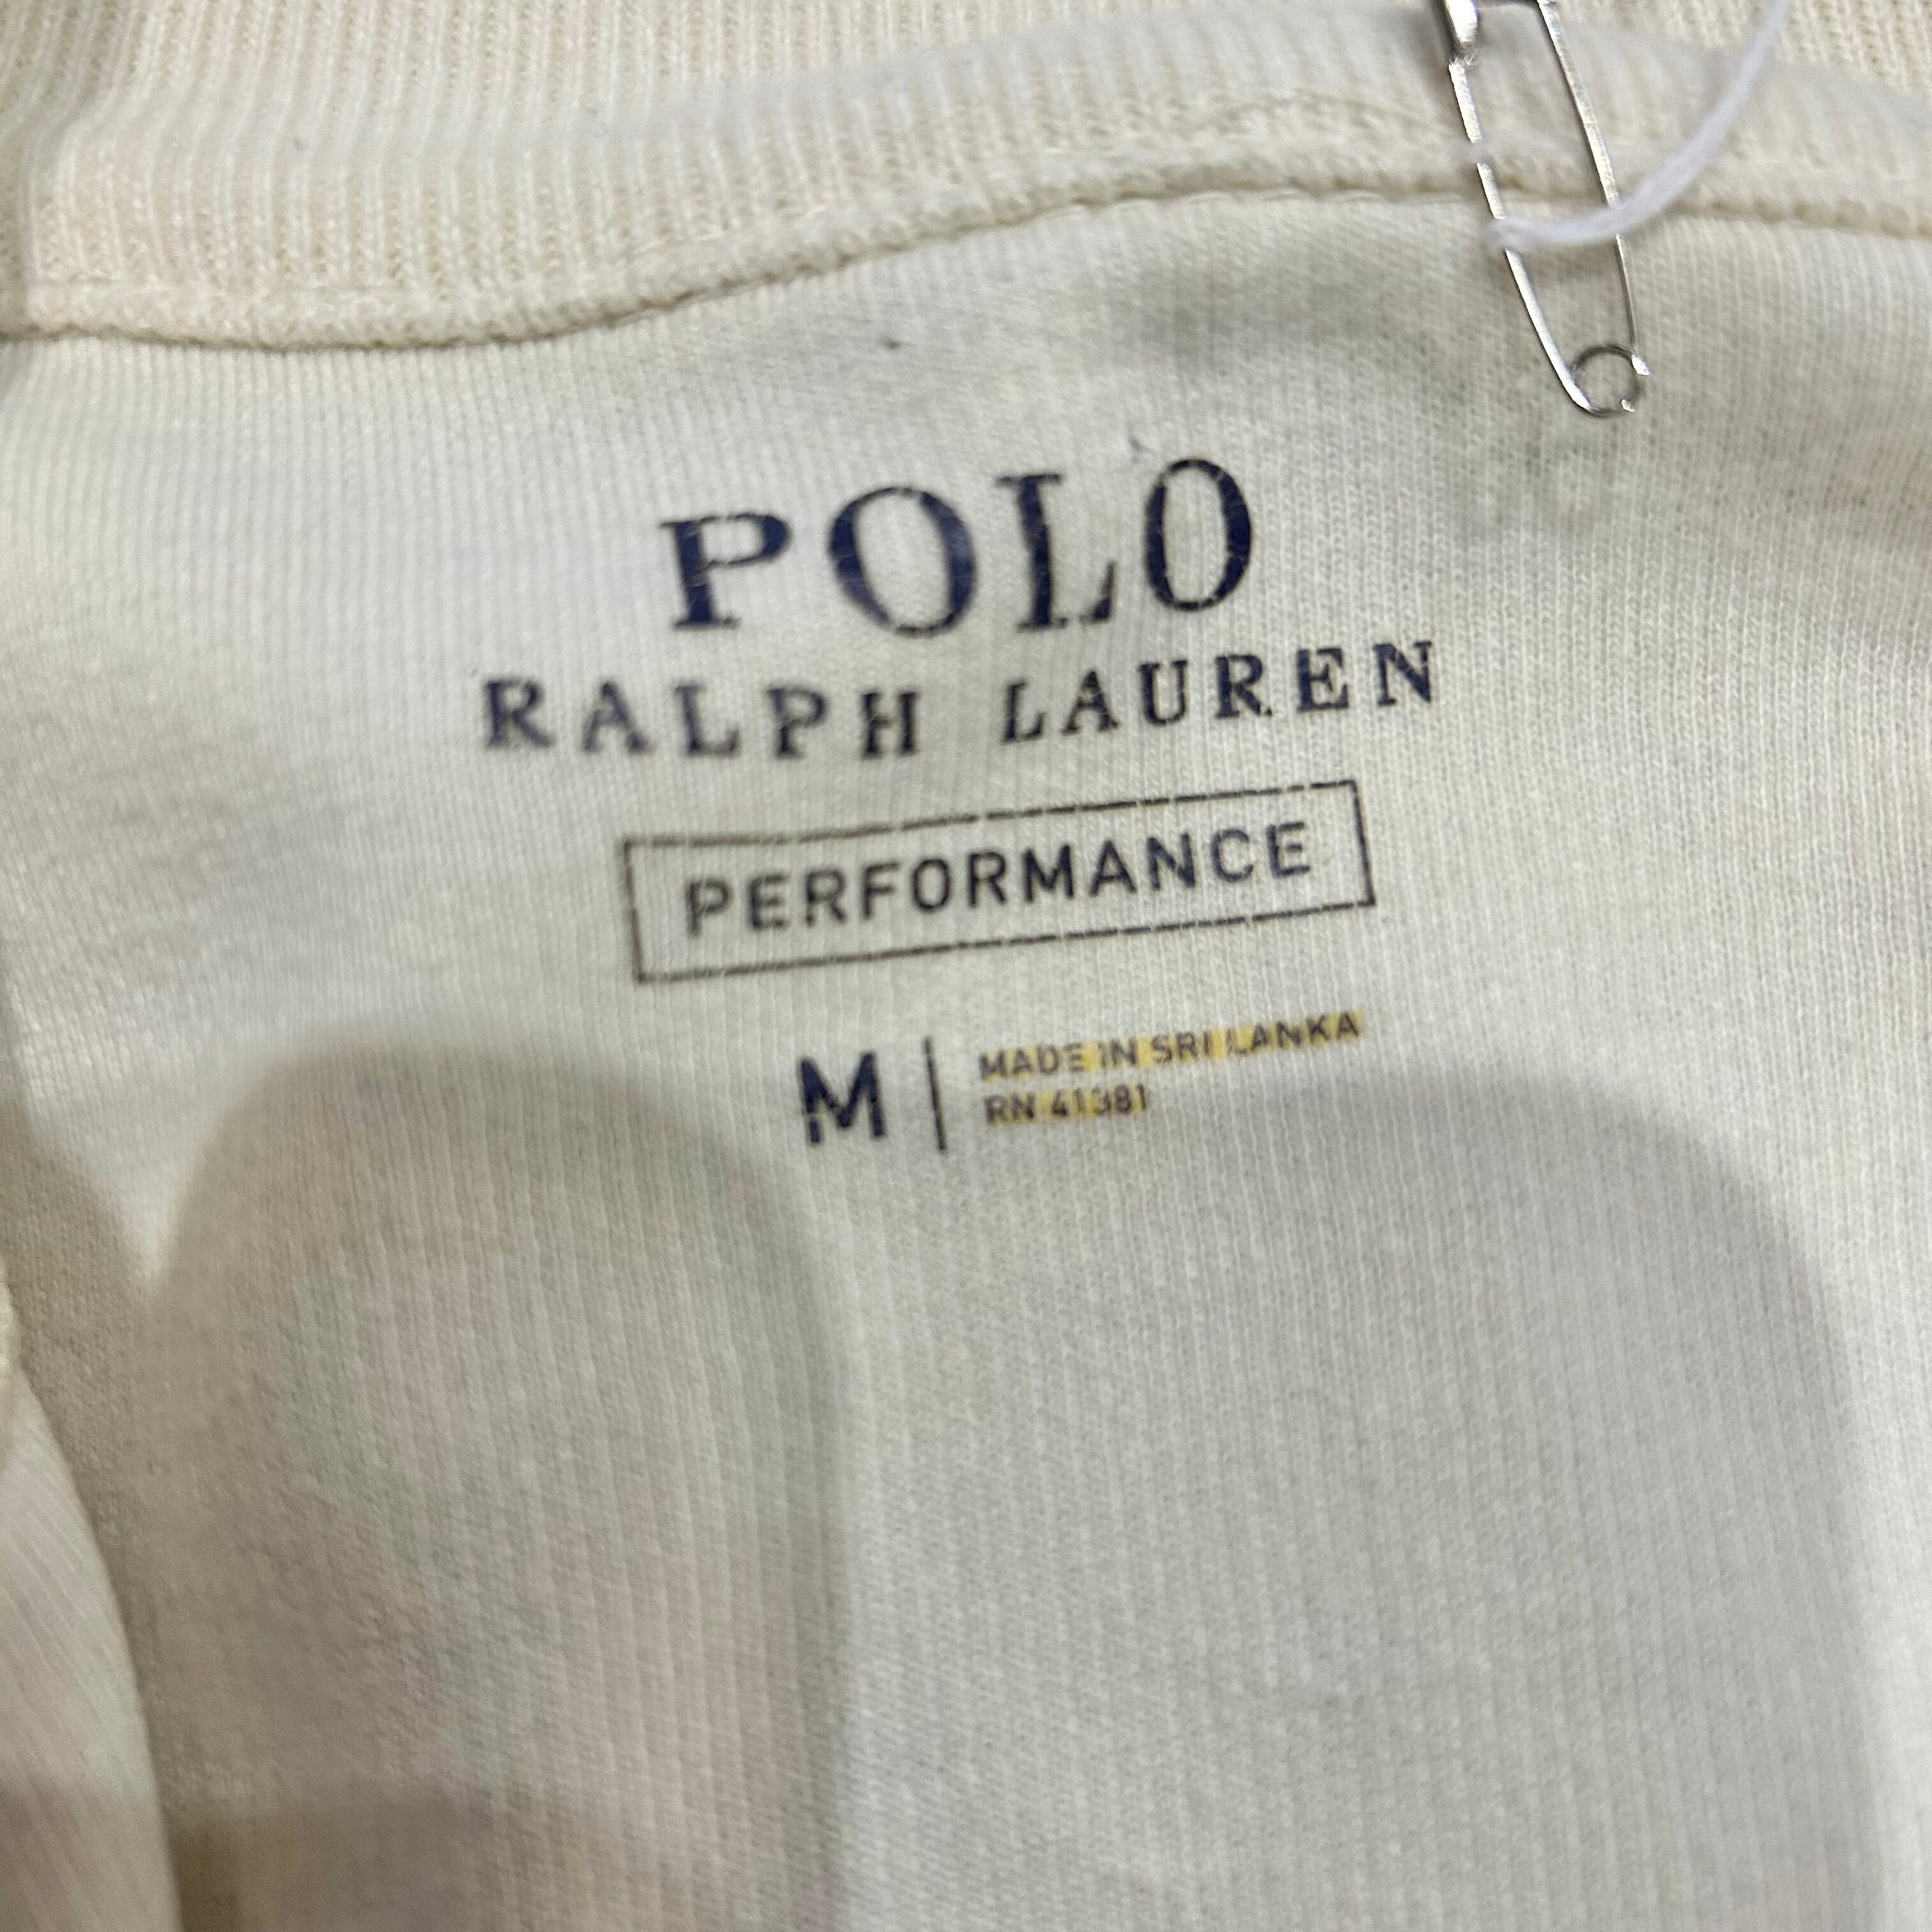 POLO
RALPH LAUREN
PERFORMANCE
M | MADE IN SRI LANKA
RN 41381